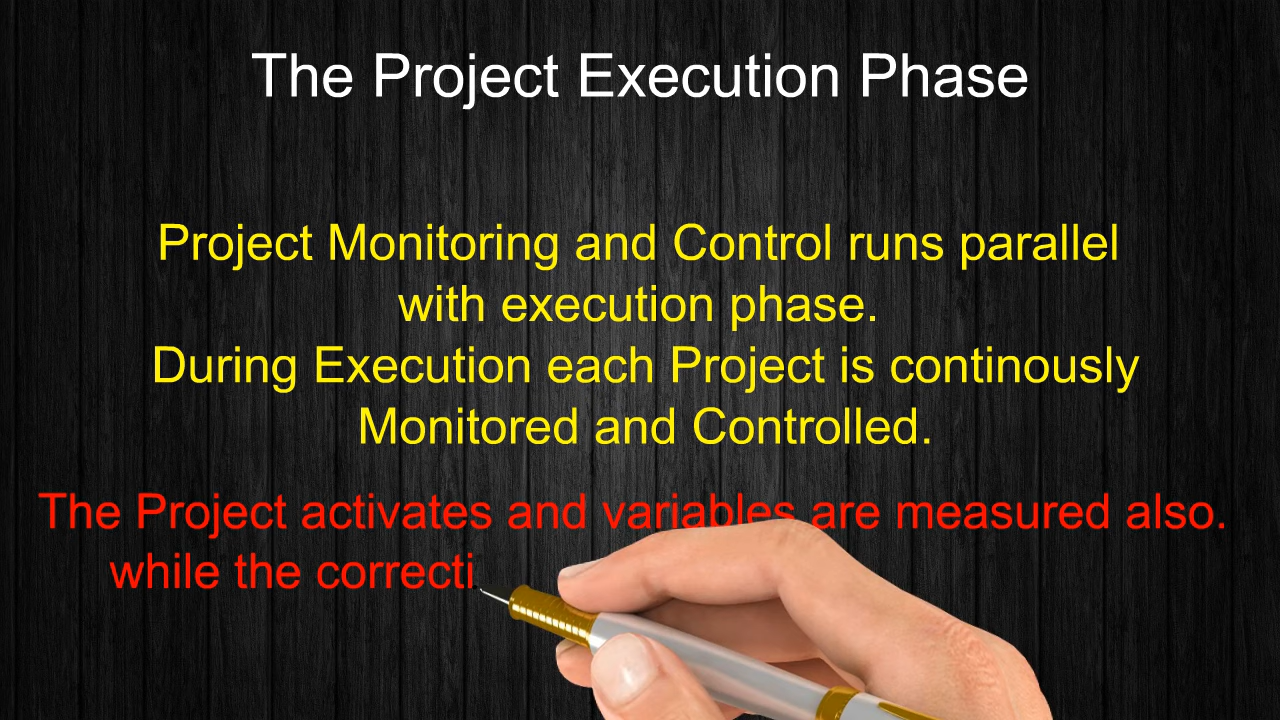 The Project Execution Phase
Project Monitoring and Control runs parallel
with execution phase.
During Execution each Project is continously
Monitored and Controlled.
The Project activates and variables are measured also.
while the correcti